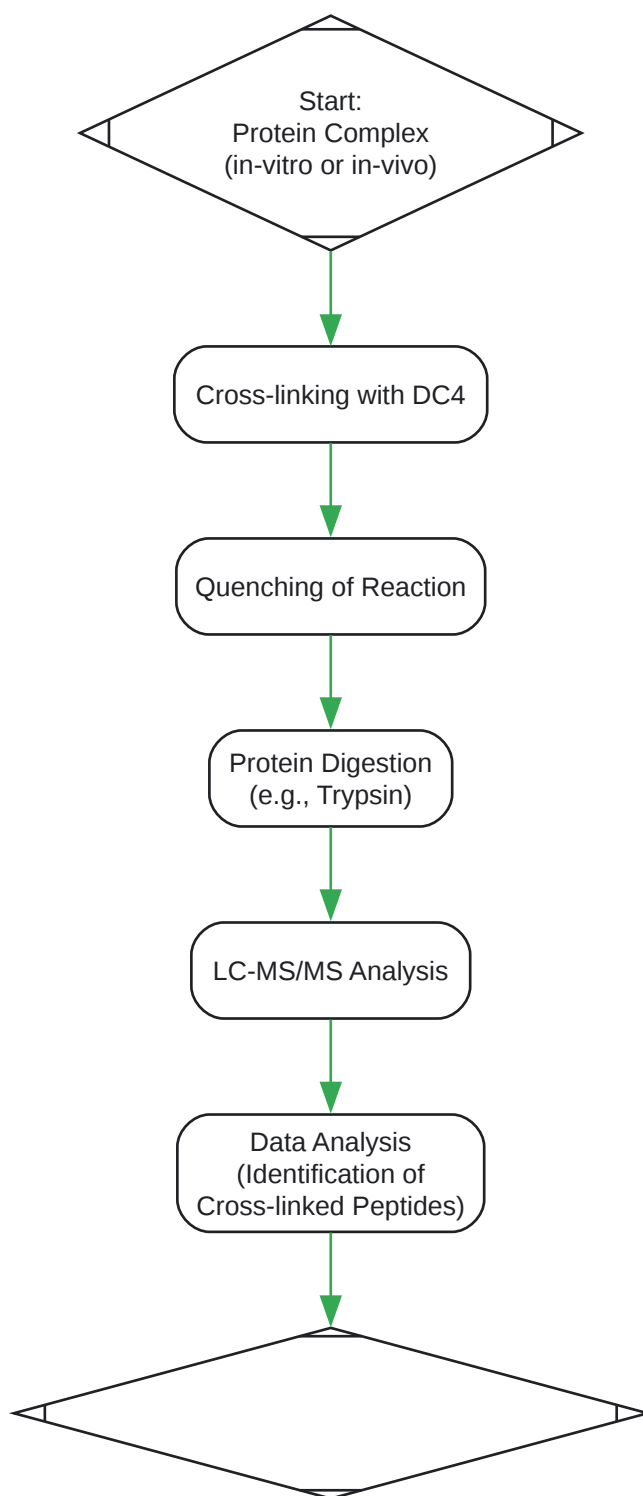 Start:
Protein Complex
(in-vitro or in-vivo)
Cross-linking with DC4
Quenching of Reaction
Protein Digestion
(e.g., Trypsin)
LC-MS/MS Analysis
Data Analysis
(Identification of
Cross-linked Peptides)